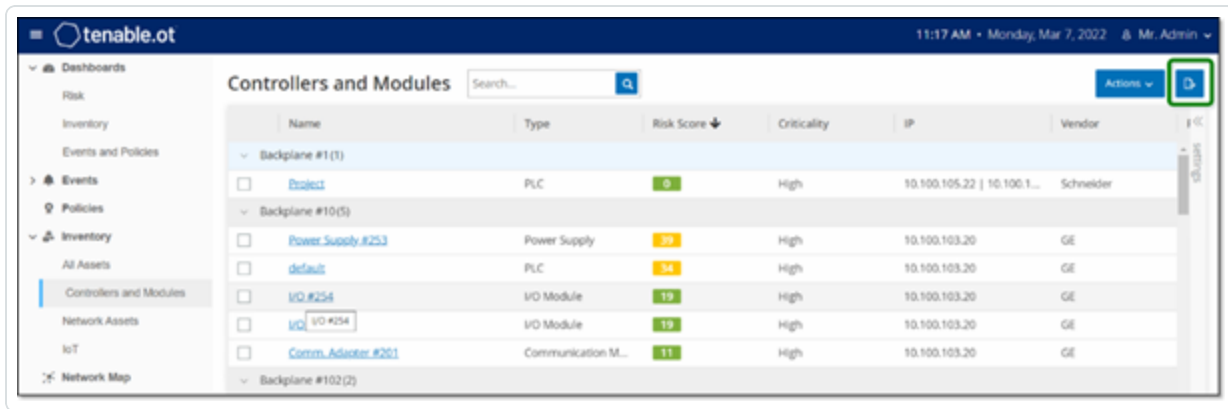 tenable.ot
11:17 AM • Monday, Mar 7, 2022 Mr. Admin
Dashboards
Risk
Inventory
Events and Policies
Events
Policies
Inventory
All Assets
Controllers and Modules
Network Assets
IoT
Network Map
Controllers and Modules Search... Actions
Name Type Risk Score Criticality IP Vendor
Settings
Backplane #1(1)
Project PLC 0 High 10.100.105.22 | 10.100.1... Schneider
Backplane #10(5)
Power Supply #253 Power Supply 39 High 10.100.103.20 GE
default PLC 34 High 10.100.103.20 GE
I/O #254 I/O Module 19 High 10.100.103.20 GE
I/O I/O #254 I/O Module 19 High 10.100.103.20 GE
Comm. Adapter #201 Communication M... 11 High 10.100.103.20 GE
Backplane #102(2)